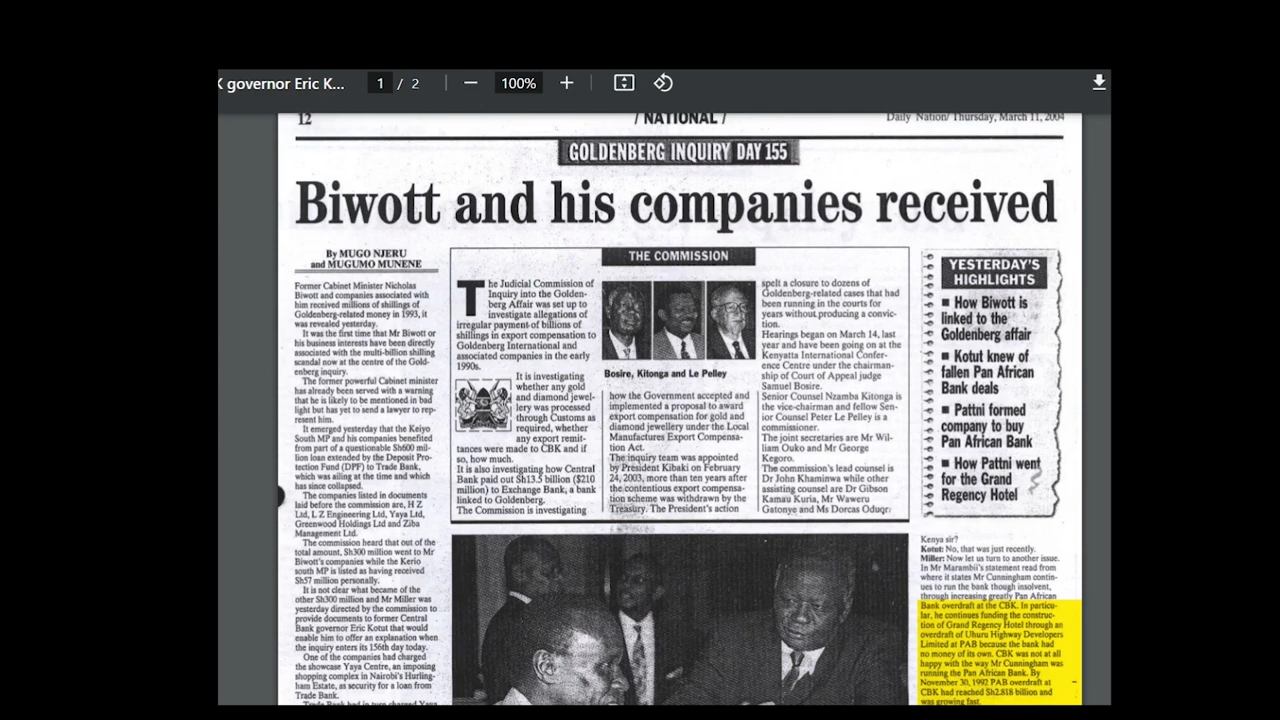 K governor Eric K...
1 / 2
100%
12
/ NATIONAL /
Daily Nation/ Thursday, March 11, 2004
GOLDENBERG INQUIRY DAY 155
Biwott and his companies received
By MUGO NJERU
and MUGUMO MUNENE
Former Cabinet Minister Nicholas
Biwott and companies associated with
him received millions of shillings of
Goldenberg-related money in 1993, it
was revealed yesterday.
It was the first time that Mr Biwott or
his business interests have been directly
associated with the multi-billion shilling
scandal now at the centre of the Gold-
enberg inquiry.
The former powerful Cabinet minister
has already been served with a warning
that he is likely to be mentioned in bad
light but has yet to send a lawyer to rep-
resent him.
It emerged yesterday that the Keiyo
South MP and his companies benefited
from part of a questionable Sh600 mil-
lion loan extended by the Deposit Pro-
tection Fund (DPF) to Trade Bank,
which was ailing at the time and which
has since collapsed.
The companies listed in documents
laid before the commission are, H Z
Ltd, L Z Engineering Ltd, Yaya Ltd,
Greenwood Holdings Ltd and Ziba
Management Ltd.
The commission heard that out of the
total amount, Sh300 million went to Mr
Biwott's companies while the Kerio
south MP is listed as having received
Sh57 million personally.
It is not clear what became of the
other Sh300 million and Mr Miller was
yesterday directed by the commission to
provide documents to former Central
Bank governor Eric Kotut that would
enable him to offer an explanation when
the inquiry enters its 156th day today.
One of the companies had charged
the showcase Yaya Centre, an imposing
shopping complex in Nairobi's Hurling-
ham Estate, as security for a loan from
Trade Bank.
Trade Bank had in turn charged Yaya
THE COMMISSION
The Judicial Commission of
Inquiry into the Golden-
berg Affair was set up to
investigate allegations of
irregular payment of billions of
shillings in export compensation to
Goldenberg International and
associated companies in the early
1990s.
It is investigating
whether any gold
and diamond jewel-
lery was processed
through Customs as
required, whether
any export remit-
tances were made to CBK and if
so, how much.
It is also investigating how Central
Bank paid out Sh13.5 billion ($210
million) to Exchange Bank, a bank
linked to Goldenberg.
The Commission is investigating
Bosire, Kitonga and Le Pelley
how the Government accepted and
implemented a proposal to award
export compensation for gold and
diamond jewellery under the Local
Manufactures Export Compensa-
tion Act.
The inquiry team was appointed
by President Kibaki on February
24, 2003, more than ten years after
the contentious export compensa-
tion scheme was withdrawn by the
Treasury. The President's action
spelt a closure to dozens of
Goldenberg-related cases that had
been running in the courts for
years without producing a convic-
tion.
Hearings began on March 14, last
year and have been going on at the
Kenyatta International Confer-
ence Centre under the chairman-
ship of Court of Appeal judge
Samuel Bosire.
Senior Counsel Nzamba Kitonga is
the vice-chairman and fellow Sen-
ior Counsel Peter Le Pelley is a
commissioner.
The joint secretaries are Mr Wil-
liam Ouko and Mr George
Kegoro.
The commission's lead counsel is
Dr John Khaminwa while other
assisting counsel are Dr Gibson
Kamau Kuria, Mr Waweru
Gatonye and Ms Dorcas Oduor.
YESTERDAY'S
HIGHLIGHTS
■ How Biwott is
linked to the
Goldenberg affair
■ Kotut knew of
fallen Pan African
Bank deals
■ Pattni formed
company to buy
Pan African Bank
■ How Pattni went
for the Grand
Regency Hotel
Kenya sir?
Kotut: No, that was just recently.
Miller: Now let us turn to another issue.
In Mr Marambii's statement read from
where it states Mr Cunningham contin-
ues to run the bank though insolvent,
through increasing greatly Pan African
Bank overdraft at the CBK. In particu-
lar, he continues funding the construc-
tion of Grand Regency Hotel through an
overdraft of Uhuru Highway Developers
Limited at PAB because the bank had
no money of its own. CBK was not at all
happy with the way Mr Cunningham was
running the Pan African Bank. By
November 30, 1992 PAB overdraft at
CBK had reached Sh2.818 billion and
was growing fast.